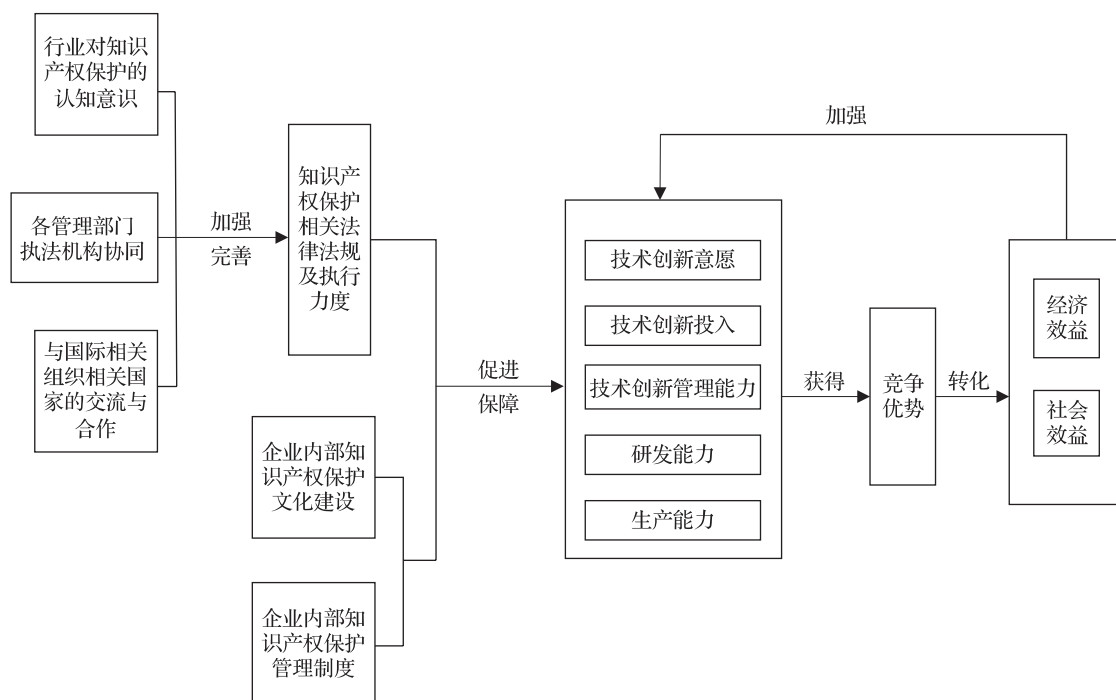 行业对知识
产权保护的
认知意识
各管理部门
执法机构协同
与国际相关
组织相关国
家的交流与
合作
加强
完善
知识产
权保护
相关法
律法规
及执行
力度
企业内部知
识产权保护
文化建设
企业内部知
识产权保护
管理制度
促进
保障
技术创新意愿
技术创新投入
技术创新管理能力
研发能力
生产能力
获得
竞争
优势
转化
经济
效益
社会
效益
加强